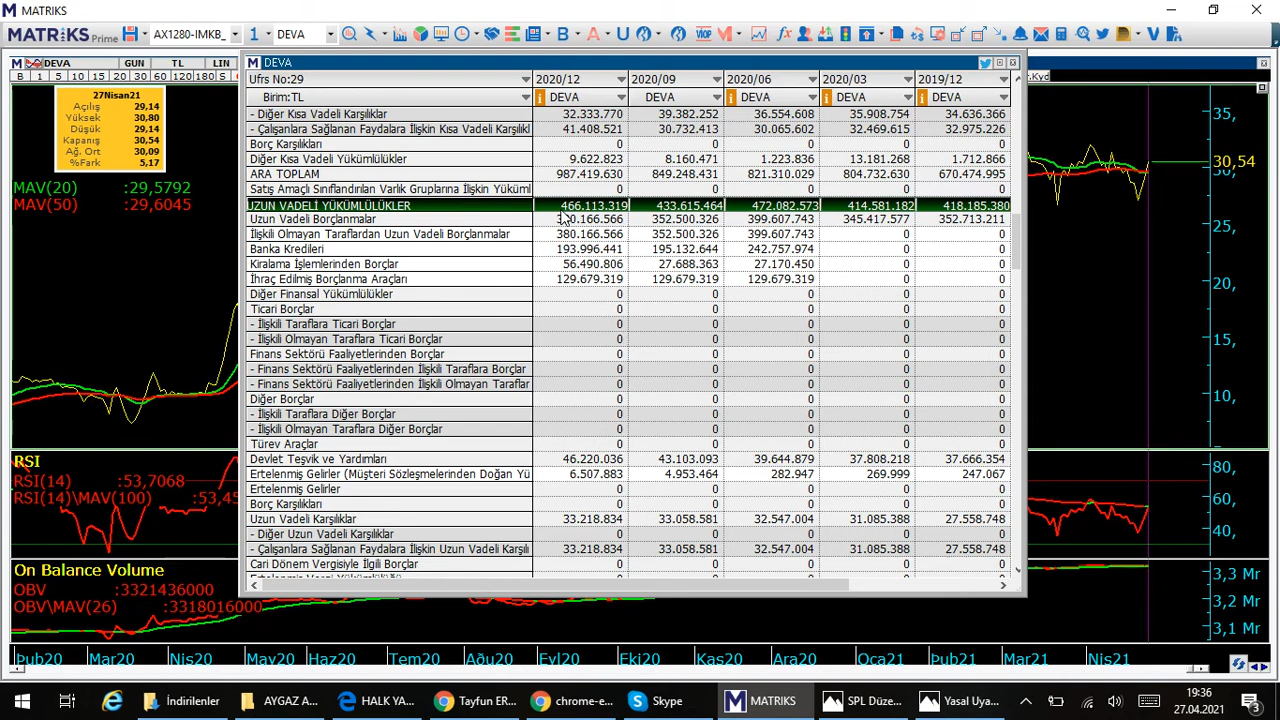 MATRIKS
MATRIKS Prime AX1280-IMKB_ 1 DEVA
DEVA GUN TL LIN
B 1 5 10 15 20 30 60 120 180 S
27Nisan21
Açılış 29,14
Yüksek 30,80
Düşük 29,14
Kapanış 30,54
Ağ. Ort 30,09
%Fark 5,17
MAV(20) :29,5792
MAV(50) :29,6045
.Kyd
35,
30,54
25,
20,
15,
10,
DEVA
Ufrs No:29 2020/12 2020/09 2020/06 2020/03 2019/12
Birim:TL DEVA DEVA DEVA DEVA DEVA
- Diğer Kısa Vadeli Karşılıklar 32.333.770 39.382.252 36.554.608 35.908.754 34.636.366
- Çalışanlara Sağlanan Faydalara İlişkin Kısa Vadeli Karşılıkl 41.408.521 30.732.413 30.065.602 32.469.615 32.975.226
Borç Karşılıkları 0 0 0 0 0
Diğer Kısa Vadeli Yükümlülükler 9.622.823 8.160.471 1.223.836 13.181.268 1.712.866
ARA TOPLAM 987.419.630 849.248.431 821.310.029 804.732.630 670.474.995
Satış Amaçlı Sınıflandırılan Varlık Gruplarına İlişkin Yüküml 0 0 0 0 0
UZUN VADELİ YÜKÜMLÜLÜKLER 466.113.319 433.615.464 472.082.573 414.581.182 418.185.380
Uzun Vadeli Borçlanmalar 380.166.566 352.500.326 399.607.743 345.417.577 352.713.211
İlişkili Olmayan Taraflardan Uzun Vadeli Borçlanmalar 380.166.566 352.500.326 399.607.743 0 0
Banka Kredileri 193.996.441 195.132.644 242.757.974 0 0
Kiralama İşlemlerinden Borçlar 56.490.806 27.688.363 27.170.450 0 0
İhraç Edilmiş Borçlanma Araçları 129.679.319 129.679.319 129.679.319 0 0
Diğer Finansal Yükümlülükler 0 0 0 0 0
Ticari Borçlar 0 0 0 0 0
- İlişkili Taraflara Ticari Borçlar 0 0 0 0 0
- İlişkili Olmayan Taraflara Ticari Borçlar 0 0 0 0 0
Finans Sektörü Faaliyetlerinden Borçlar 0 0 0 0 0
- Finans Sektörü Faaliyetlerinden İlişkili Taraflara Borçlar 0 0 0 0 0
- Finans Sektörü Faaliyetlerinden İlişkili Olmayan Taraflar 0 0 0 0 0
Diğer Borçlar 0 0 0 0 0
- İlişkili Taraflara Diğer Borçlar 0 0 0 0 0
- İlişkili Olmayan Taraflara Diğer Borçlar 0 0 0 0 0
Türev Araçlar 0 0 0 0 0
Devlet Teşvik ve Yardımları 46.220.036 43.103.093 39.644.879 37.808.218 37.666.354
Ertelenmiş Gelirler (Müşteri Sözleşmelerinden Doğan Yü 6.507.883 4.953.464 282.947 269.999 247.067
Ertelenmiş Gelirler 0 0 0 0 0
Borç Karşılıkları 0 0 0 0 0
Uzun Vadeli Karşılıklar 33.218.834 33.058.581 32.547.004 31.085.388 27.558.748
- Diğer Uzun Vadeli Karşılıklar 0 0 0 0 0
- Çalışanlara Sağlanan Faydalara İlişkin Uzun Vadeli Karşılı 33.218.834 33.058.581 32.547.004 31.085.388 27.558.748
Cari Dönem Vergisiyle İlgili Borçlar 0 0 0 0 0
RSI
RSI(14) :53,7068
RSI(14)\MAV(100) :53,45
80,
60,
40,
On Balance Volume
OBV :3321436000
OBV\MAV(26) :3318016000
3,3 Mr
3,2 Mr
3,1 Mr
Þub20 Mar20 Nis20 May20 Haz20 Tem20 Aðu20 Eyl20 Eki20 Kas20 Ara20 Oca21 Þub21 Mar21 Nis21
İndirilenler AYGAZ A... HALK YA... Tayfun ER... chrome-e... Skype MATRIKS SPL Düze... Yasal Uya...
19:36
27.04.2021
3